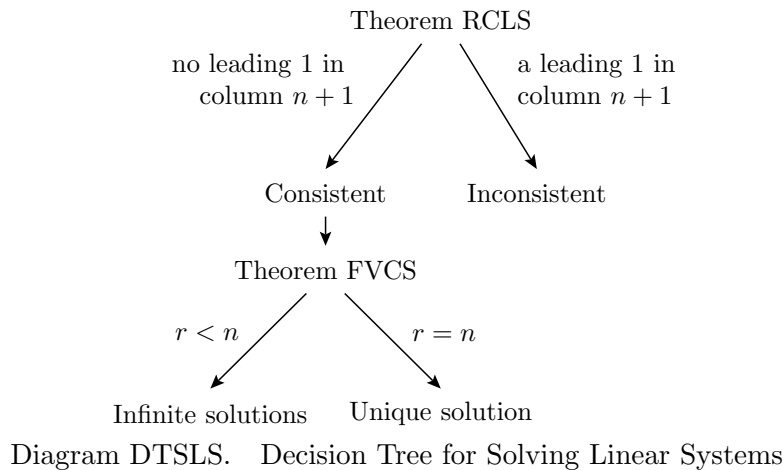 Theorem RCLS
no leading 1 in
column n + 1
a leading 1 in
column n + 1
Consistent
Inconsistent
Theorem FVCS
r < n
r = n
Infinite solutions
Unique solution
Diagram DTSLS. Decision Tree for Solving Linear Systems